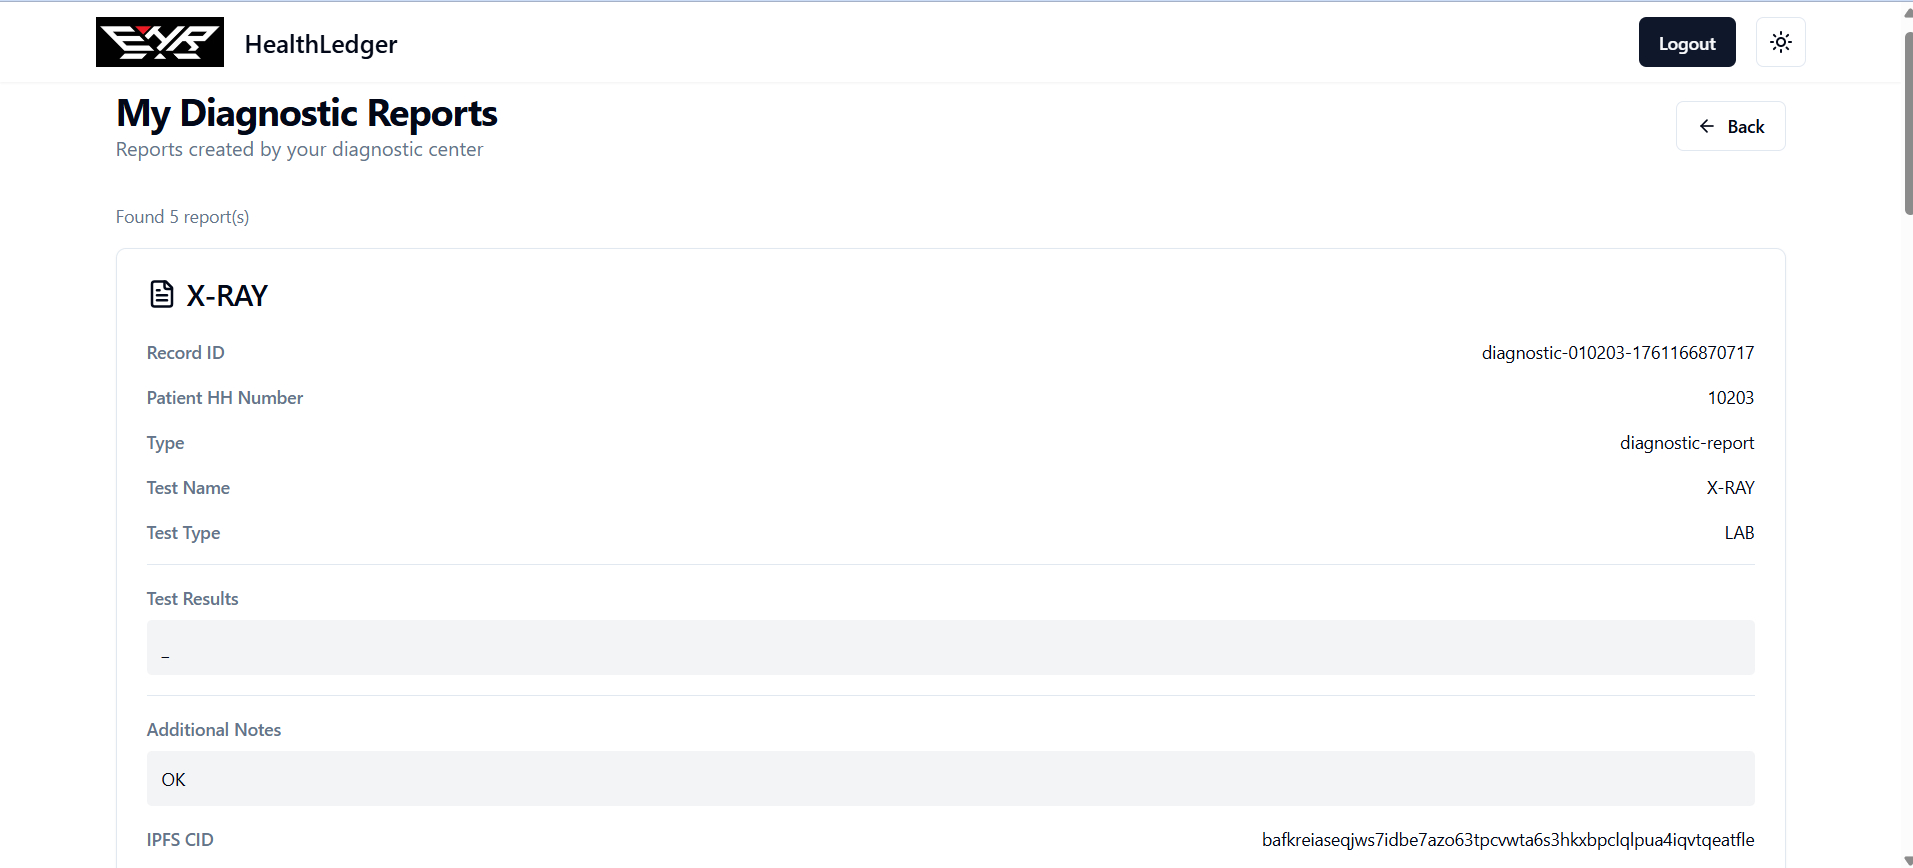 EHR
HealthLedger
Logout
My Diagnostic Reports
Back
Reports created by your diagnostic center
Found 5 report(s)
X-RAY
Record ID diagnostic-010203-1761166870717
Patient HH Number 10203
Type diagnostic-report
Test Name X-RAY
Test Type LAB
Test Results
_
Additional Notes
OK
IPFS CID bafkreiaseqjws7idbe7azo63tpcvwta6s3hkxbpclqlpua4iqvtqeatfle